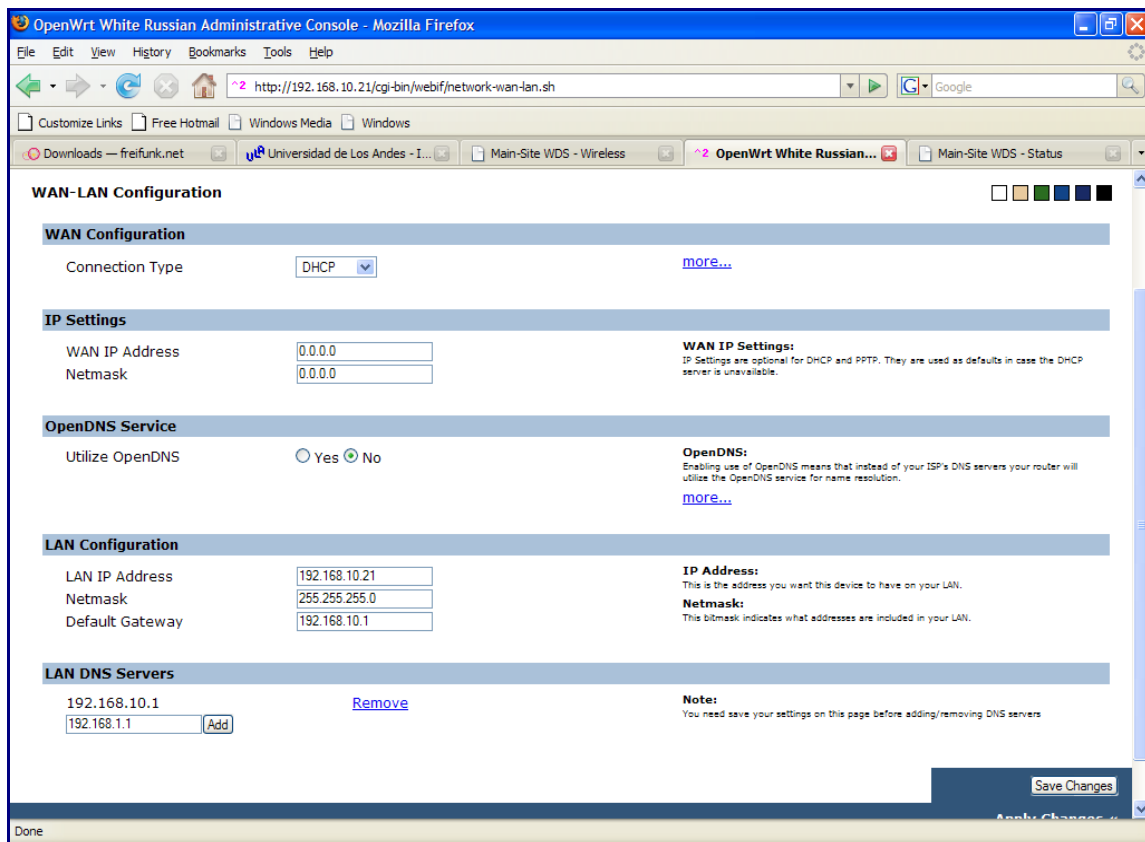 OpenWrt White Russian Administrative Console - Mozilla Firefox
File Edit View History Bookmarks Tools Help
^2 http://192.168.10.21/cgi-bin/webif/network-wan-lan.sh G Google
Customize Links Free Hotmail Windows Media Windows
Downloads — freifunk.net ULA Universidad de Los Andes - I... Main-Site WDS - Wireless ^2 OpenWrt White Russian... Main-Site WDS - Status
WAN-LAN Configuration
WAN Configuration
Connection Type DHCP more...
IP Settings
WAN IP Address 0.0.0.0 WAN IP Settings:
IP Settings are optional for DHCP and PPTP. They are used as defaults in case the DHCP
Netmask 0.0.0.0 server is unavailable.
OpenDNS Service
Utilize OpenDNS Yes No OpenDNS:
Enabling use of OpenDNS means that instead of your ISP's DNS servers your router will
utilize the OpenDNS service for name resolution.
more...
LAN Configuration
LAN IP Address 192.168.10.21 IP Address:
This is the address you want this device to have on your LAN.
Netmask 255.255.255.0 Netmask:
Default Gateway 192.168.10.1 This bitmask indicates what addresses are included in your LAN.
LAN DNS Servers
192.168.10.1 Remove Note:
You need save your settings on this page before adding/removing DNS servers
192.168.1.1 Add
Save Changes
Apply Changes «
Done